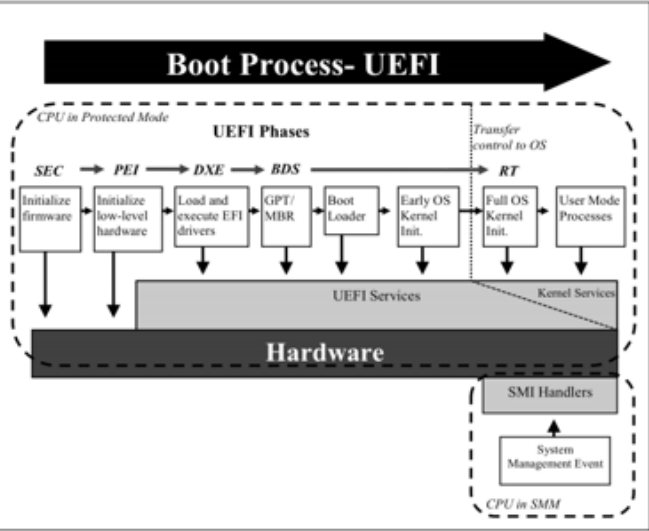 Boot Process- UEFI
CPU in Protected Mode
UEFI Phases
Transfer
control to OS
SEC PEI DXE BDS RT
Initialize
firmware
Initialize
low-level
hardware
Load and
execute EFI
drivers
GPT/
MBR
Boot
Loader
Early OS
Kernel
Init.
Full OS
Kernel
Init.
User Mode
Processes
UEFI Services
Kernel Services
Hardware
SMI Handlers
System
Management Event
CPU in SMM